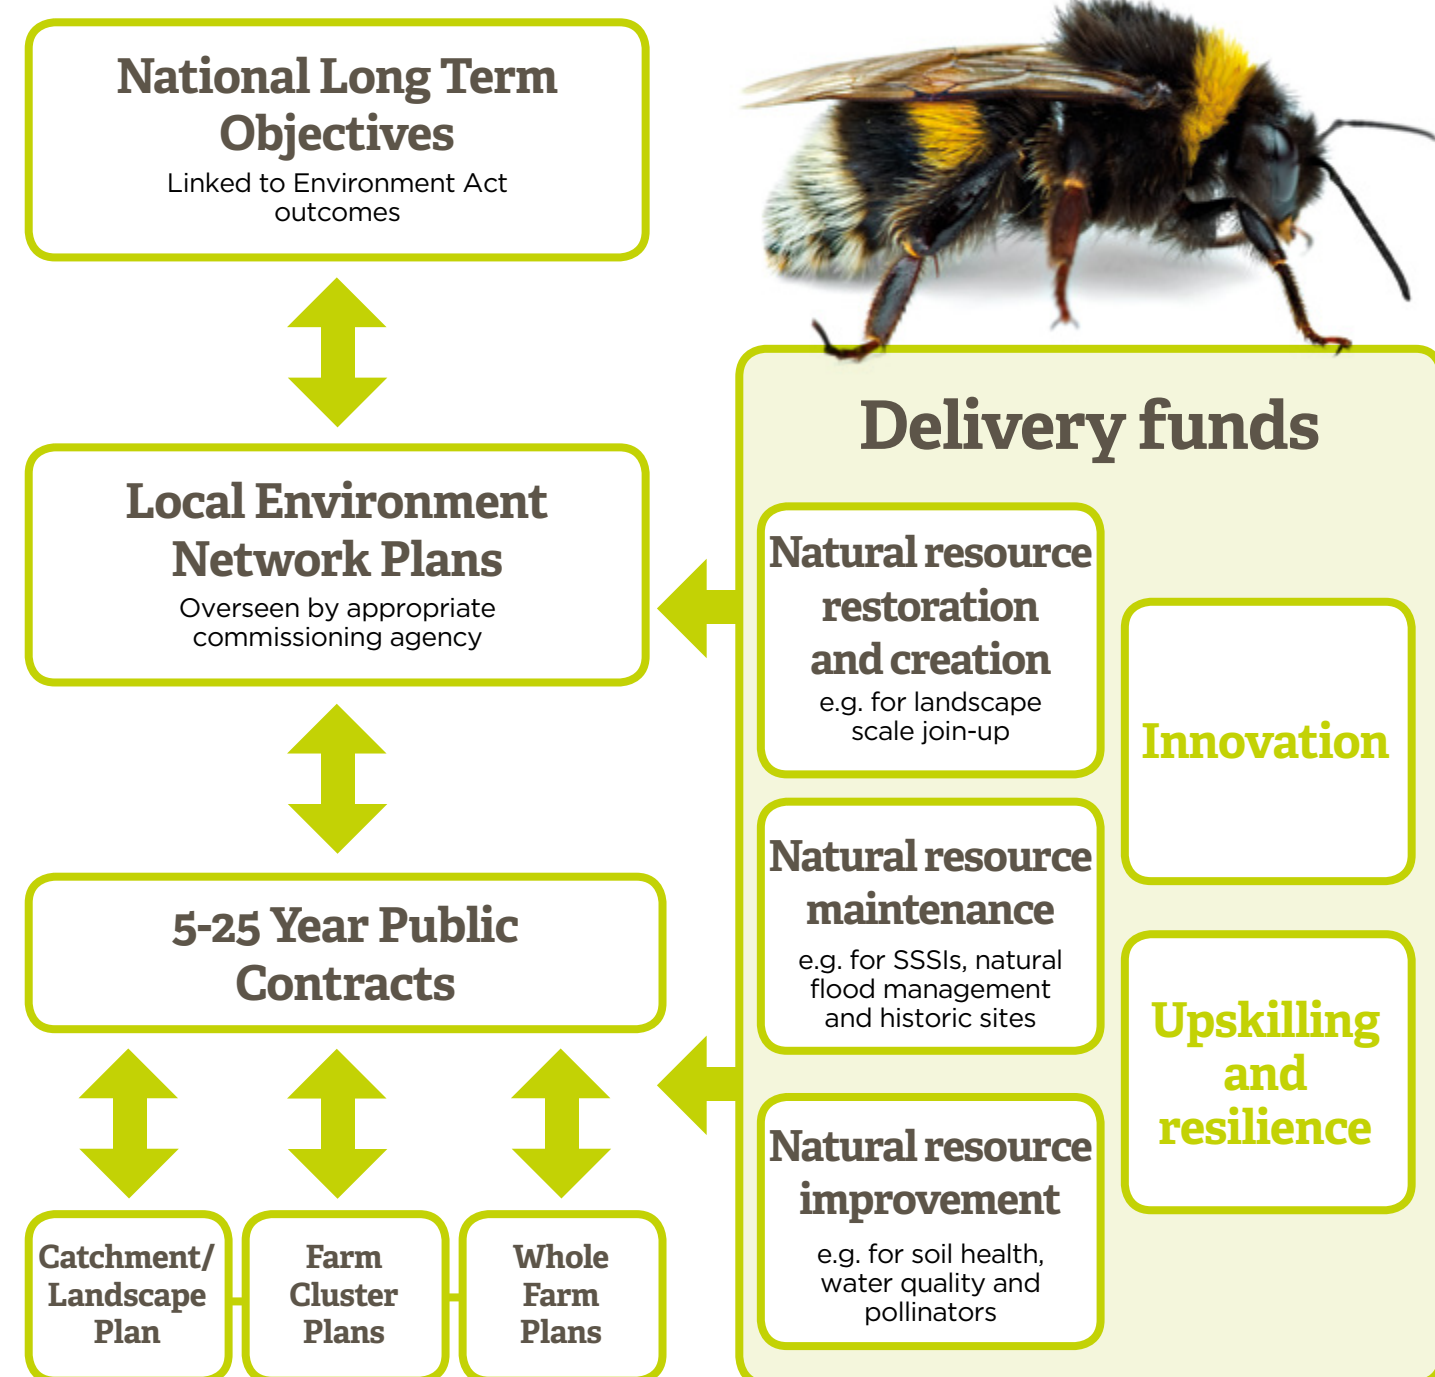 National Long Term
Objectives
Linked to Environment Act
outcomes
Local Environment
Network Plans
Overseen by appropriate
commissioning agency
5-25 Year Public
Contracts
Catchment/
Landscape
Plan
Farm
Cluster
Plans
Whole
Farm
Plans
Delivery funds
Natural resource
restoration
and creation
e.g. for landscape
scale join-up
Natural resource
maintenance
e.g. for SSSIs, natural
flood management
and historic sites
Natural resource
improvement
e.g. for soil health,
water quality and
pollinators
Innovation
Upskilling
and
resilience